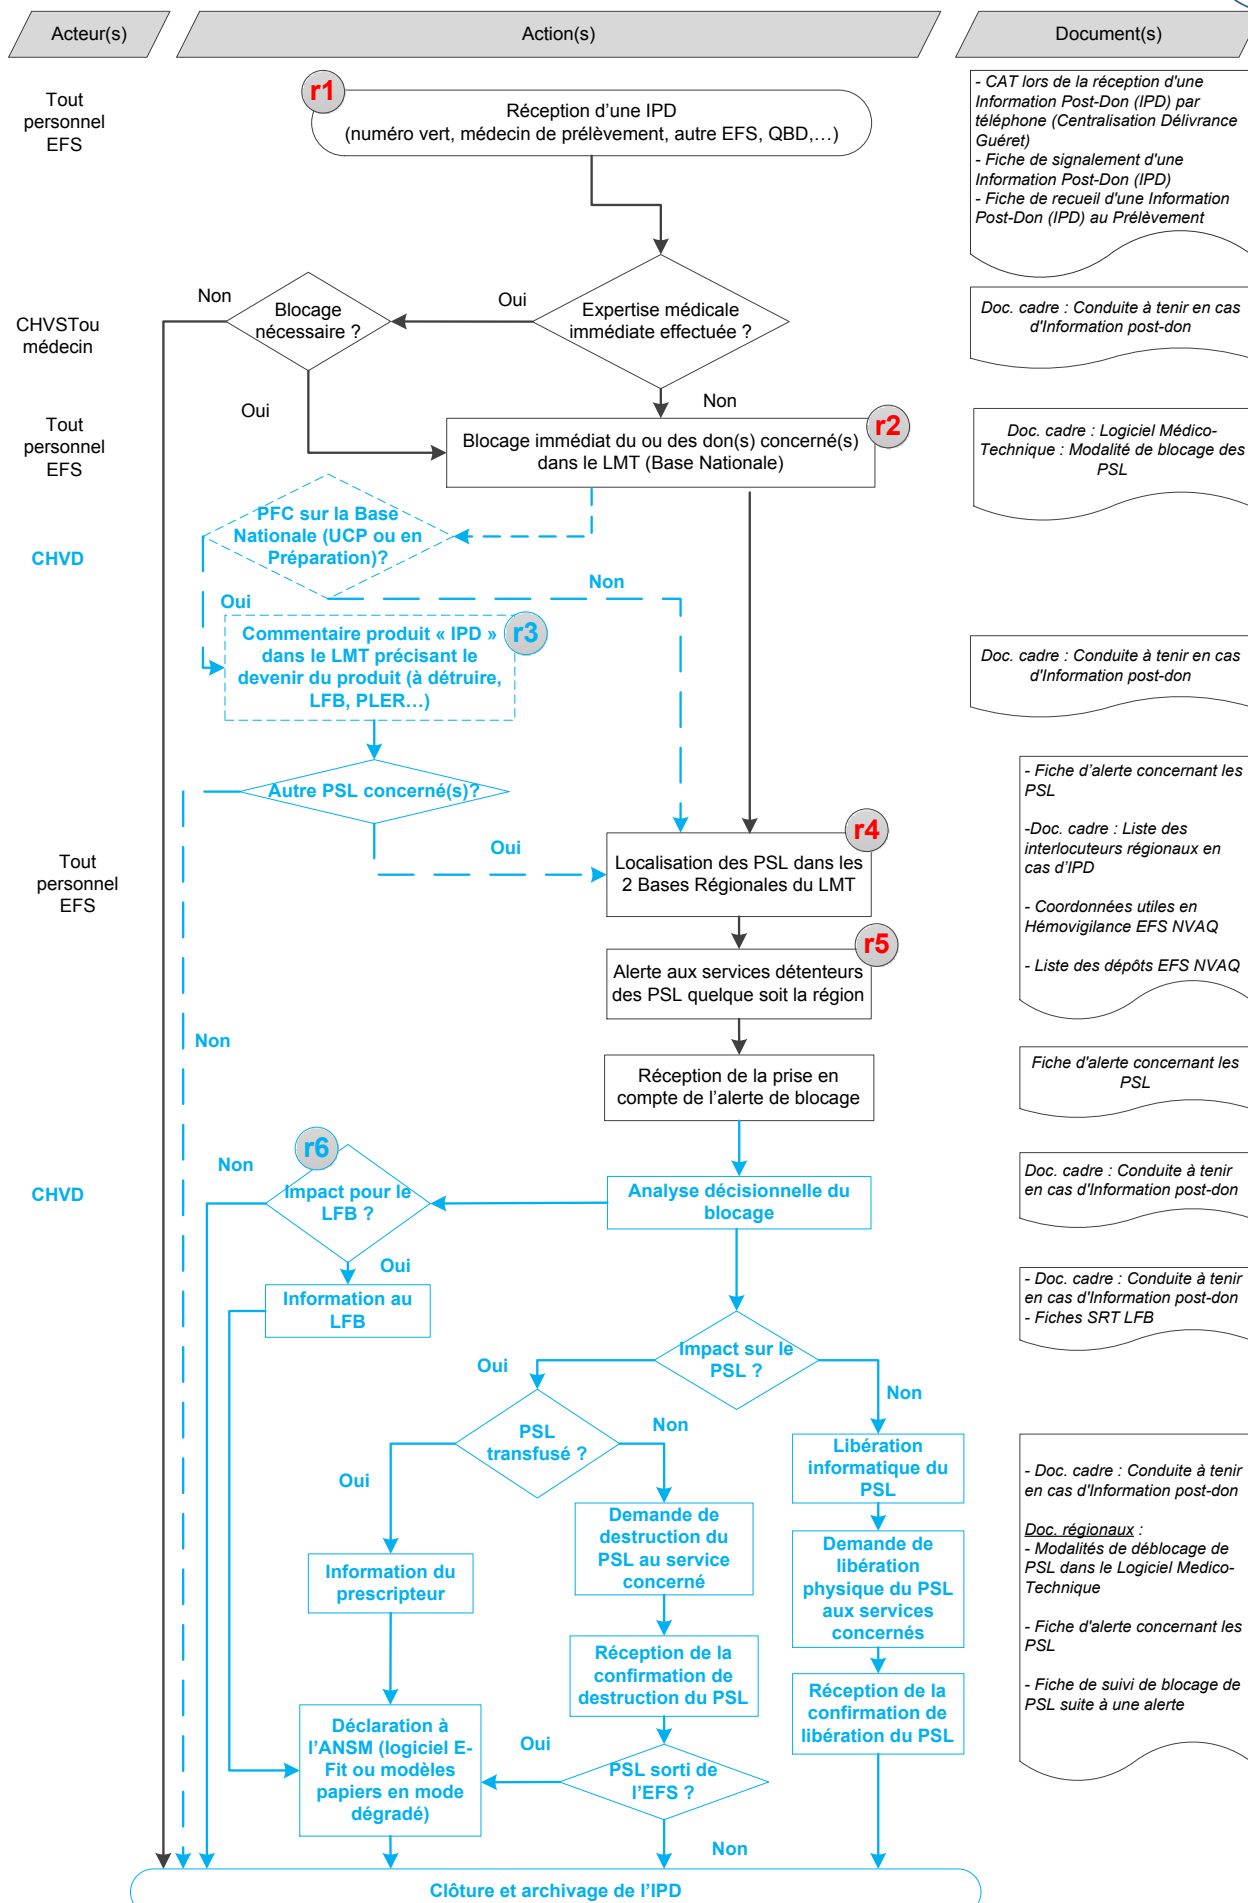 Acteur(s)
Action(s)
Document(s)
Tout
personnel
EFS
r1
Réception d'une IPD
(numéro vert, médecin de prélèvement, autre EFS, QBD,…)
- CAT lors de la réception d'une
Information Post-Don (IPD) par
téléphone (Centralisation Délivrance
Guéret)
- Fiche de signalement d'une
Information Post-Don (IPD)
- Fiche de recueil d'une Information
Post-Don (IPD) au Prélèvement
CHVSTou
médecin
Non
Blocage
nécessaire ?
Oui
Expertise médicale
immédiate effectuée ?
Doc. cadre : Conduite à tenir en cas
d'Information post-don
Oui
Non
Tout
personnel
EFS
r2
Blocage immédiat du ou des don(s) concerné(s)
dans le LMT (Base Nationale)
Doc. cadre : Logiciel Médico-
Technique : Modalité de blocage des
PSL
CHVD
PFC sur la Base
Nationale (UCP ou en
Préparation)?
Non
Oui
r3
Commentaire produit « IPD »
dans le LMT précisant le
devenir du produit (à détruire,
LFB, PLER…)
Doc. cadre : Conduite à tenir en cas
d'Information post-don
Autre PSL concerné(s)?
Oui
Non
Tout
personnel
EFS
r4
Localisation des PSL dans les
2 Bases Régionales du LMT
r5
Alerte aux services détenteurs
des PSL quelque soit la région
- Fiche d'alerte concernant les
PSL
-Doc. cadre : Liste des
interlocuteurs régionaux en
cas d'IPD
- Coordonnées utiles en
Hémovigilance EFS NVAQ
- Liste des dépôts EFS NVAQ
Réception de la prise en
compte de l'alerte de blocage
Fiche d'alerte concernant les
PSL
CHVD
r6
Non
Impact pour le
LFB ?
Analyse décisionnelle du
blocage
Doc. cadre : Conduite à tenir
en cas d'Information post-don
Oui
Information au
LFB
- Doc. cadre : Conduite à tenir
en cas d'Information post-don
- Fiches SRT LFB
Impact sur le
PSL ?
Oui
Non
PSL
transfusé ?
Non
Oui
Libération
informatique du
PSL
Demande de
destruction du
PSL au service
concerné
Information du
prescripteur
Demande de
libération
physique du PSL
aux services
concernés
Réception de la
confirmation de
destruction du PSL
Réception de la
confirmation de
libération du PSL
- Doc. cadre : Conduite à tenir
en cas d'Information post-don
Doc. régionaux :
- Modalités de déblocage de
PSL dans le Logiciel Medico-
Technique
- Fiche d'alerte concernant les
PSL
- Fiche de suivi de blocage de
PSL suite à une alerte
Déclaration à
l'ANSM (logiciel E-
Fit ou modèles
papiers en mode
dégradé)
Oui
PSL sorti de
l'EFS ?
Non
Clôture et archivage de l'IPD